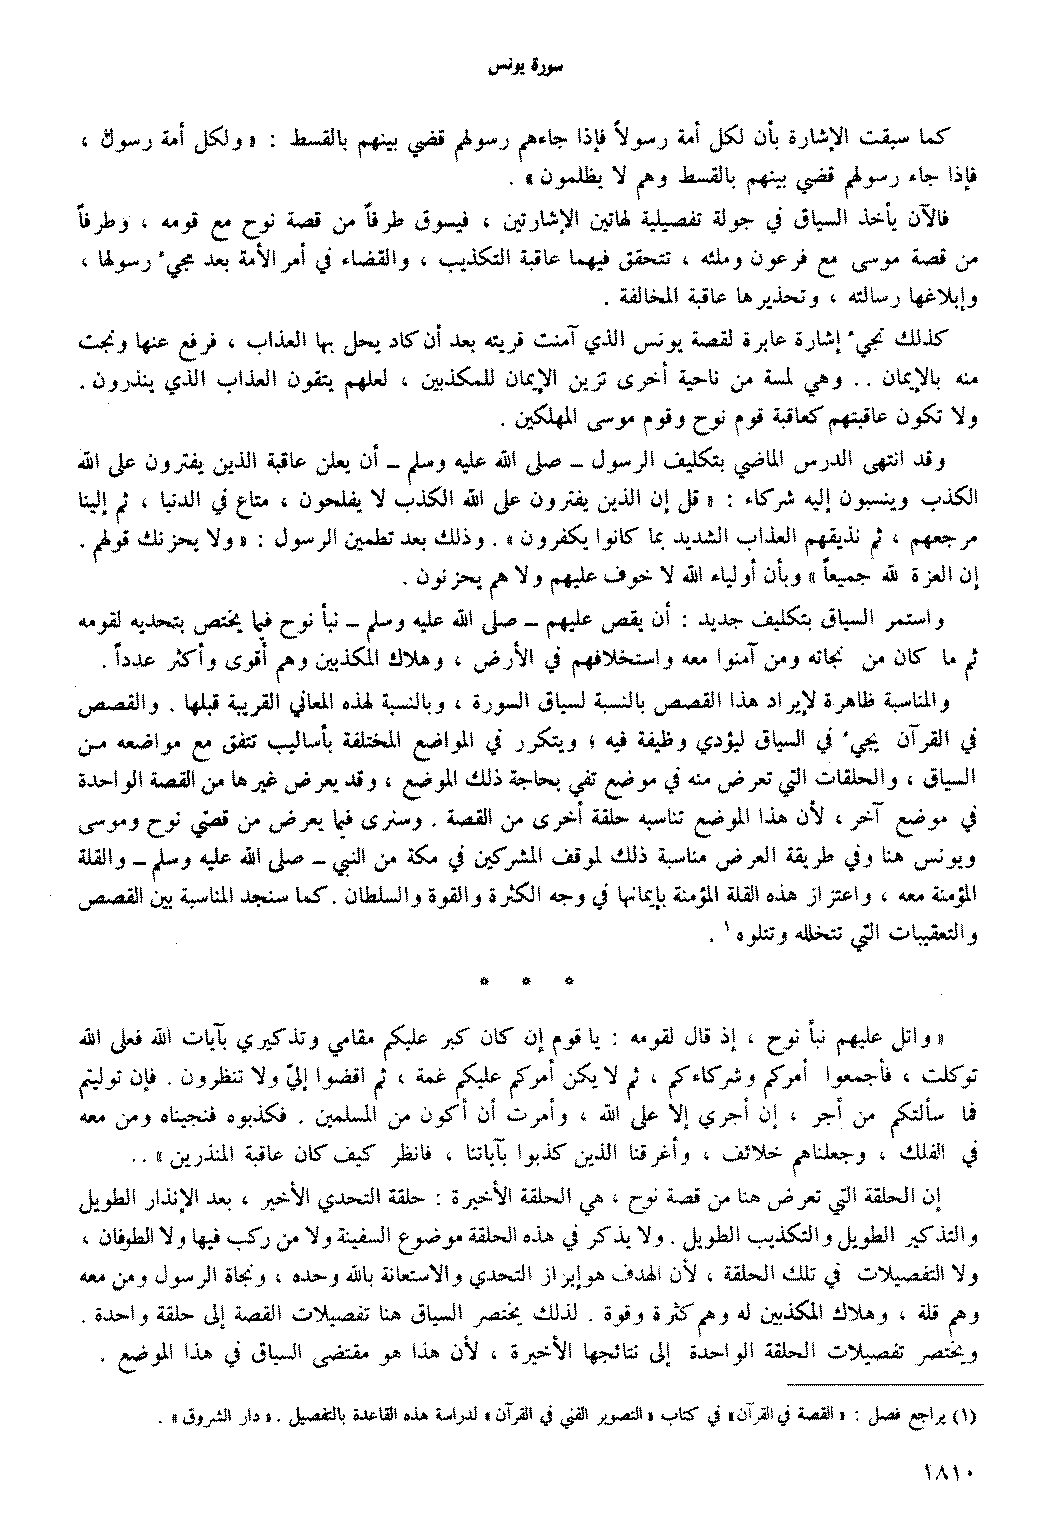 سورة يونس
كما سبقت الإشارة بأن لكل أمة رسولاً فإذا جاءهم رسولهم قضي بينهم بالقسط : « ولكل أمة رسول ،
فإذا جاء رسولهم قضي بينهم بالقسط وهم لا يظلمون » .
فالآن يأخذ السياق في جولة تفصيلية لهاتين الإشارتين ، فيسوق طرفاً من قصة نوح مع قومه ، وطرفاً
من قصة موسى مع فرعون وملئه ، تتحقق فيهما عاقبة التكذيب ، والقضاء في أمر الأمة بعد مجيء رسولها ،
وإبلاغها رسالته ، وتحذيرها عاقبة المخالفة .
كذلك تجيء إشارة عابرة لقصة يونس الذي آمنت قريته بعد أن كاد يحل بها العذاب ، فرفع عنها ونجت
منه بالإيمان .. وهي لمسة من ناحية أخرى تزين الإيمان للمكذبين ، لعلهم يتقون العذاب الذي ينذرون .
ولا تكون عاقبتهم كعاقبة قوم نوح وقوم موسى المهلكين .
وقد انتهى الدرس الماضي بتكليف الرسول – صلى الله عليه وسلم – أن يعلن عاقبة الذين يفترون على الله
الكذب وينسبون إليه شركاء : « قل إن الذين يفترون على الله الكذب لا يفلحون ، متاع في الدنيا ، ثم إلينا
مرجعهم ، ثم نذيقهم العذاب الشديد بما كانوا يكفرون » . وذلك بعد تطمين الرسول : « ولا يحزنك قولهم .
إن العزة لله جميعاً » وبأن أولياء الله لا خوف عليهم ولا هم يحزنون .
واستمر السياق بتكليف جديد : أن يقص عليهم – صلى الله عليه وسلم – نبأ نوح فيما يختص بتحديه لقومه
ثم ما كان من نجاته ومن آمنوا معه واستخلافهم في الأرض ، وهلاك المكذبين وهم أقوى وأكثر عدداً .
والمناسبة ظاهرة لإيراد هذا القصص بالنسبة لسياق السورة ، وبالنسبة لهذه المعاني القريبة قبلها . والقصص
في القرآن يجيء في السياق ليؤدي وظيفة فيه ؛ ويتكرر في المواضع المختلفة بأساليب تتفق مع مواضعه من
السياق ، والحلقات التي تعرض منه في موضع تفي بحاجة ذلك الموضع ، وقد يعرض غيرها من القصة الواحدة
في موضع آخر ، لأن هذا الموضع تناسبه حلقة أخرى من القصة . وسنرى فيما يعرض من قصتي نوح وموسى
ويونس هنا وفي طريقة العرض مناسبة ذلك لموقف المشركين في مكة من النبي – صلى الله عليه وسلم – والقلة
المؤمنة معه ، واعتزاز هذه القلة المؤمنة بإيمانها في وجه الكثرة والقوة والسلطان . كما سنجد المناسبة بين القصص
والتعقيبات التي تتخلله وتتلوه ١ .
* * *
« واتل عليهم نبأ نوح ، إذ قال لقومه : يا قوم إن كان كبر عليكم مقامي وتذكيري بآيات الله فعلى الله
توكلت ، فأجمعوا أمركم وشركاءكم ، ثم لا يكن أمركم عليكم غمة ، ثم اقضوا إليّ ولا تنظرون . فإن توليتم
فما سألتكم من أجر ، إن أجري إلا على الله ، وأمرت أن أكون من المسلمين . فكذبوه فنجيناه ومن معه
في الفلك ، وجعلناهم خلائف ، وأغرقنا الذين كذبوا بآياتنا ، فانظر كيف كان عاقبة المنذرين » ..
إن الحلقة التي تعرض هنا من قصة نوح ، هي الحلقة الأخيرة : حلقة التحدي الأخير ، بعد الإنذار الطويل
والتذكير الطويل والتكذيب الطويل . ولا يذكر في هذه الحلقة موضوع السفينة ولا من ركب فيها ولا الطوفان ،
ولا التفصيلات في تلك الحلقة ، لأن الهدف هو إبراز التحدي والاستعانة بالله وحده ، ونجاة الرسول ومن معه
وهم قلة ، وهلاك المكذبين له وهم كثرة وقوة . لذلك يختصر السياق هنا تفصيلات القصة إلى حلقة واحدة .
ويختصر تفصيلات الحلقة الواحدة إلى نتائجها الأخيرة ، لأن هذا هو مقتضى السياق في هذا الموضع .
(١) يراجع فصل : « القصة في القرآن» في كتاب «التصوير الفني في القرآن» لدراسة هذه القاعدة بالتفصيل . « دار الشروق » .
١٨١٠